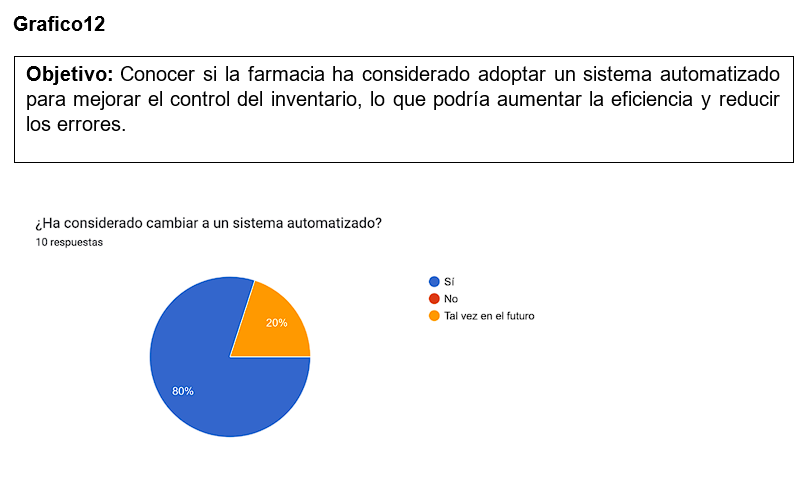 Grafico12
Objetivo: Conocer si la farmacia ha considerado adoptar un sistema automatizado
para mejorar el control del inventario, lo que podría aumentar la eficiencia y reducir
los errores.
¿Ha considerado cambiar a un sistema automatizado?
10 respuestas
Sí
No
Tal vez en el futuro
20%
80%